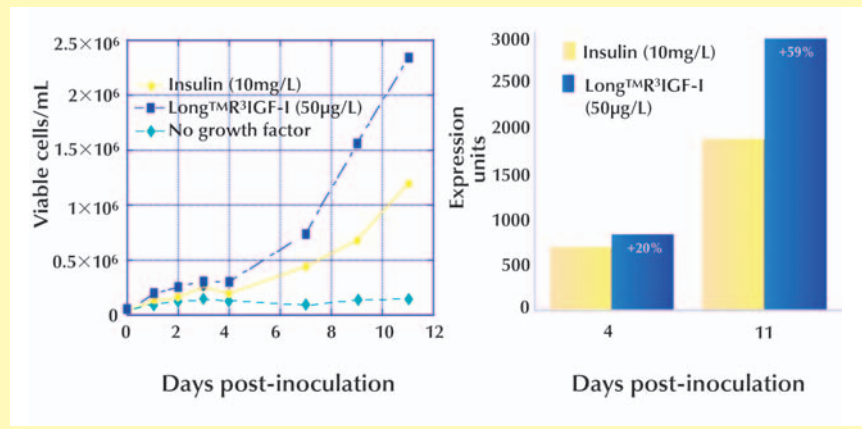 2.5×10⁶
2×10⁶
1.5×10⁶
1×10⁶
0.5×10⁶
0
Viable cells/mL
Insulin (10mg/L)
Long™R³IGF-I (50µg/L)
No growth factor
0 2 4 6 8 10 12
Days post-inoculation
3000
2500
2000
1500
1000
500
0
Expression
units
Insulin (10mg/L)
Long™R³IGF-I
(50µg/L)
+20%
+59%
4 11
Days post-inoculation